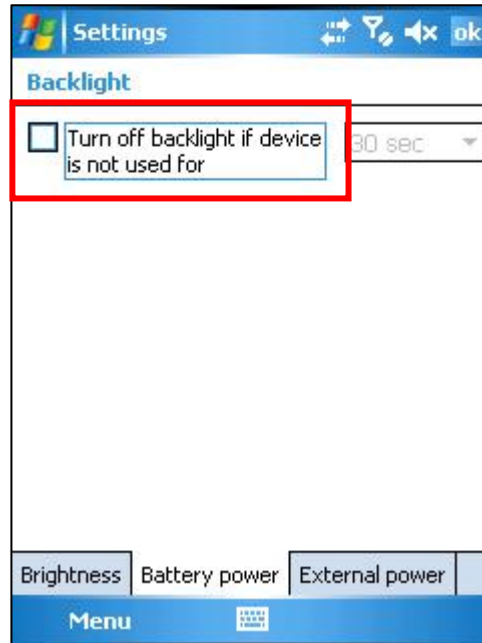 Settings ok
Backlight
Turn off backlight if device
is not used for
30 sec
Brightness Battery power External power
Menu